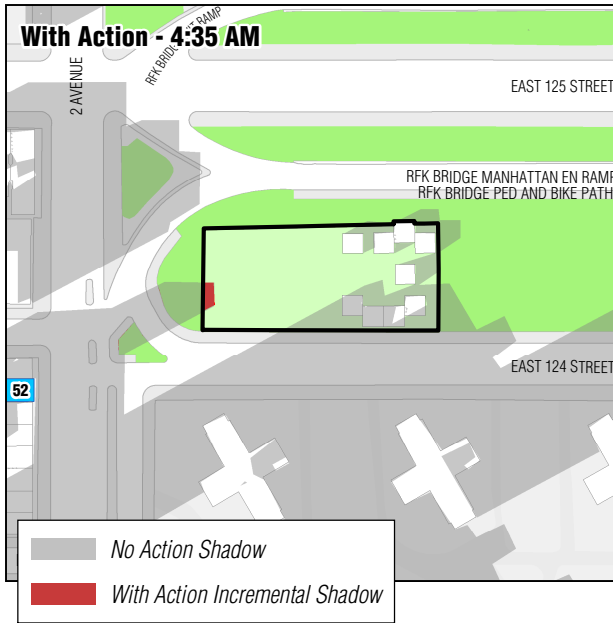 With Action - 4:35 AM
RFK BRIDGE
RAMP
2 AVENUE
EAST 125 STREET
RFK BRIDGE MANHATTAN EN RAMP
RFK BRIDGE PED AND BIKE PATH
EAST 124 STREET
52
No Action Shadow
With Action Incremental Shadow